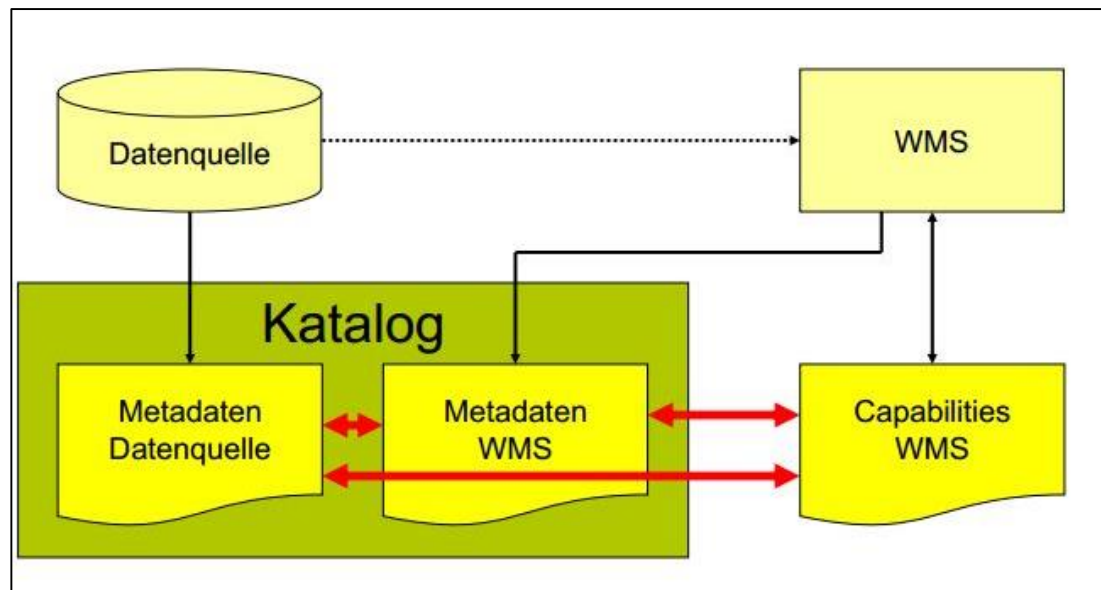 Datenquelle
WMS
Katalog
Metadaten
Datenquelle
Metadaten
WMS
Capabilities
WMS